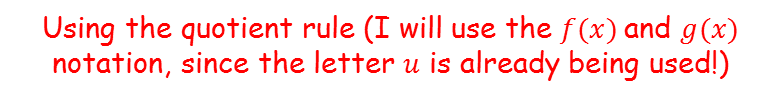 Using the quotient rule (I will use the f(x) and g(x)
notation, since the letter u is already being used!)